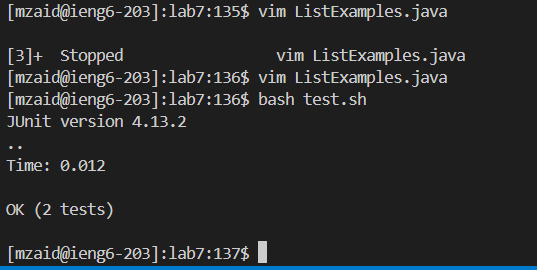 [mzaid@ieng6-203]:lab7:135$ vim ListExamples.java
[3]+  Stopped                 vim ListExamples.java
[mzaid@ieng6-203]:lab7:136$ vim ListExamples.java
[mzaid@ieng6-203]:lab7:136$ bash test.sh
JUnit version 4.13.2
..
Time: 0.012
OK (2 tests)
[mzaid@ieng6-203]:lab7:137$